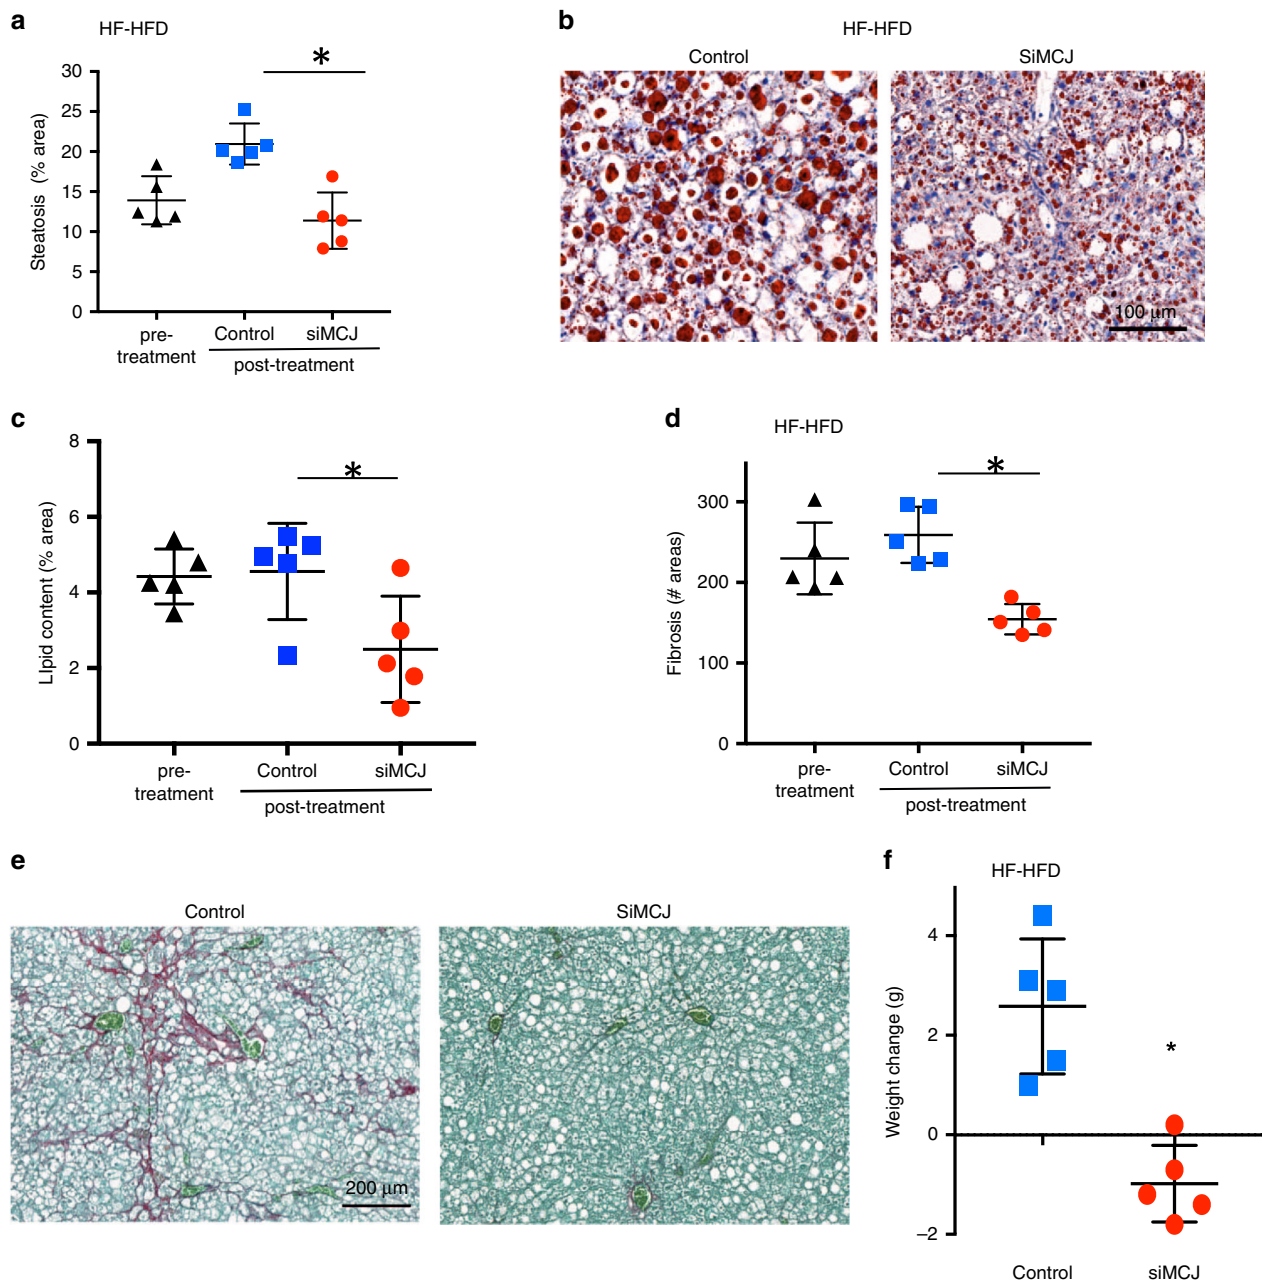 a
HF-HFD
*
Steatosis (% area)
30
25
20
15
10
5
0
pre-
treatment
Control
siMCJ
post-treatment
b
HF-HFD
Control
SiMCJ
100 μm
c
*
LIpid content (% area)
8
6
4
2
0
pre-
treatment
Control
siMCJ
post-treatment
d
HF-HFD
*
Fibrosis (# areas)
300
200
100
0
pre-
treatment
Control
siMCJ
post-treatment
e
Control
SiMCJ
200 μm
f
HF-HFD
*
Weight change (g)
4
2
0
–2
Control
siMCJ